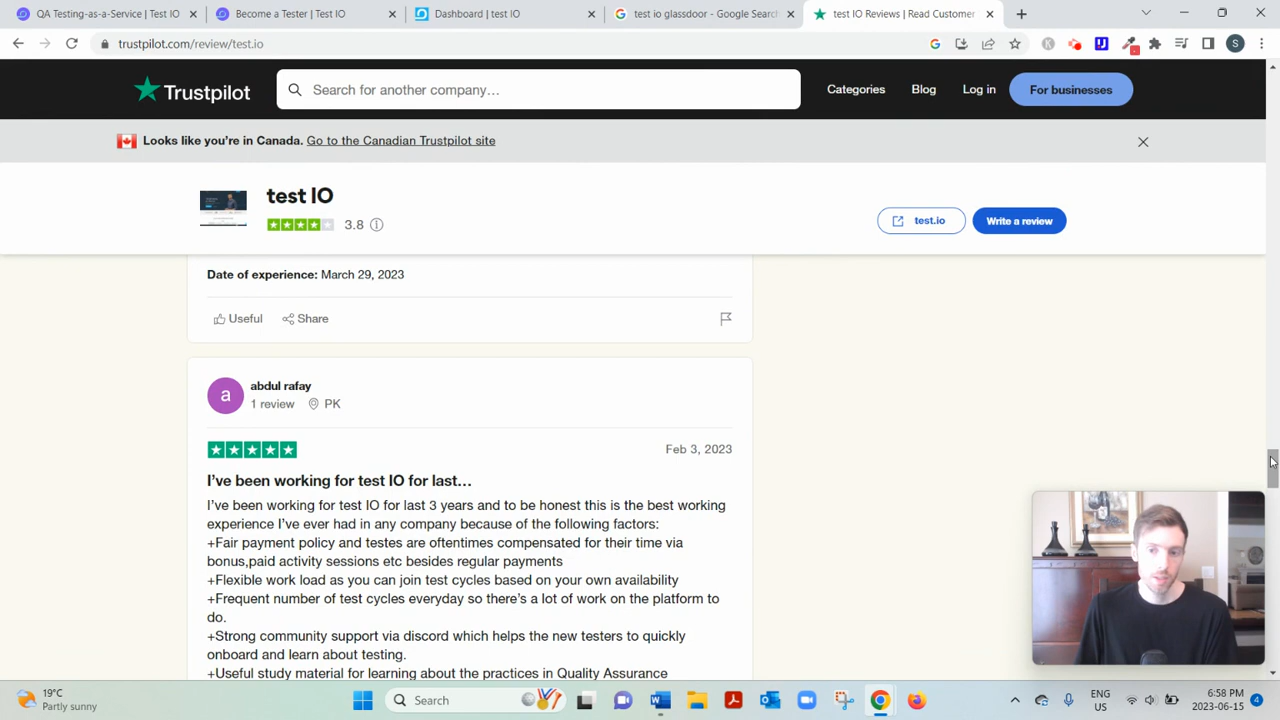 QA Testing-as-a-Service | Test IO
Become a Tester | Test IO
Dashboard | test IO
test io glassdoor - Google Search
test IO Reviews | Read Customer
trustpilot.com/review/test.io
S
Trustpilot
Search for another company...
Categories
Blog
Log in
For businesses
Looks like you're in Canada. Go to the Canadian Trustpilot site
test IO
3.8
test.io
Write a review
Date of experience: March 29, 2023
Useful
Share
a
abdul rafay
1 review
PK
Feb 3, 2023
I've been working for test IO for last…
I've been working for test IO for last 3 years and to be honest this is the best working
experience I've ever had in any company because of the following factors:
+Fair payment policy and testes are oftentimes compensated for their time via
bonus,paid activity sessions etc besides regular payments
+Flexible work load as you can join test cycles based on your own availability
+Frequent number of test cycles everyday so there's a lot of work on the platform to
do.
+Strong community support via discord which helps the new testers to quickly
onboard and learn about testing.
+Useful study material for learning about the practices in Quality Assurance
19°C
Partly sunny
Search
ENG
US
6:58 PM
2023-06-15
4